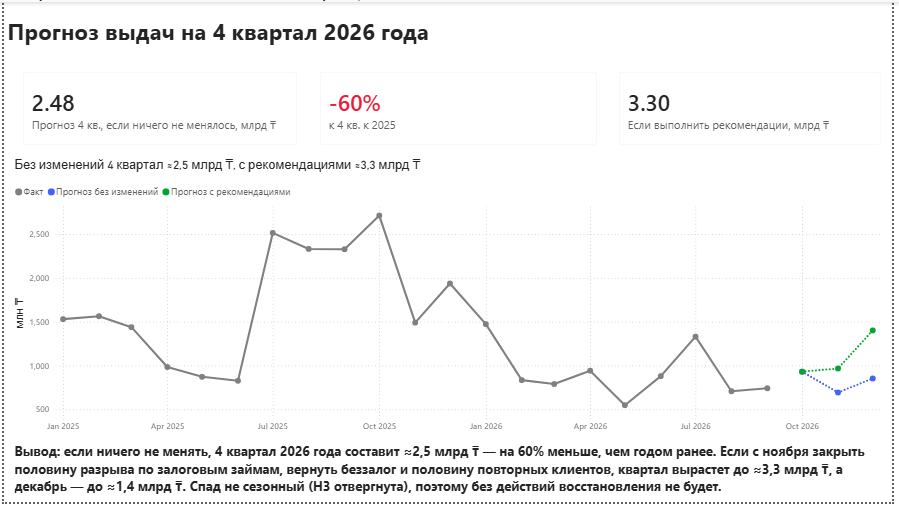 Прогноз выдач на 4 квартал 2026 года
2.48
Прогноз 4 кв., если ничего не менялось, млрд ₸
-60%
к 4 кв. к 2025
3.30
Если выполнить рекомендации, млрд ₸
Без изменений 4 квартал ≈2,5 млрд ₸, с рекомендациями ≈3,3 млрд ₸
Факт Прогноз без изменений Прогноз с рекомендациями
млн ₸
2,500
2,000
1,500
1,000
500
Jan 2025 Apr 2025 Jul 2025 Oct 2025 Jan 2026 Apr 2026 Jul 2026 Oct 2026
Вывод: если ничего не менять, 4 квартал 2026 года составит ≈2,5 млрд ₸ — на 60% меньше, чем годом ранее. Если с ноября закрыть
половину разрыва по залоговым займам, вернуть беззалог и половину повторных клиентов, квартал вырастет до ≈3,3 млрд ₸, а
декабрь — до ≈1,4 млрд ₸. Спад не сезонный (H3 отвергнута), поэтому без действий восстановления не будет.